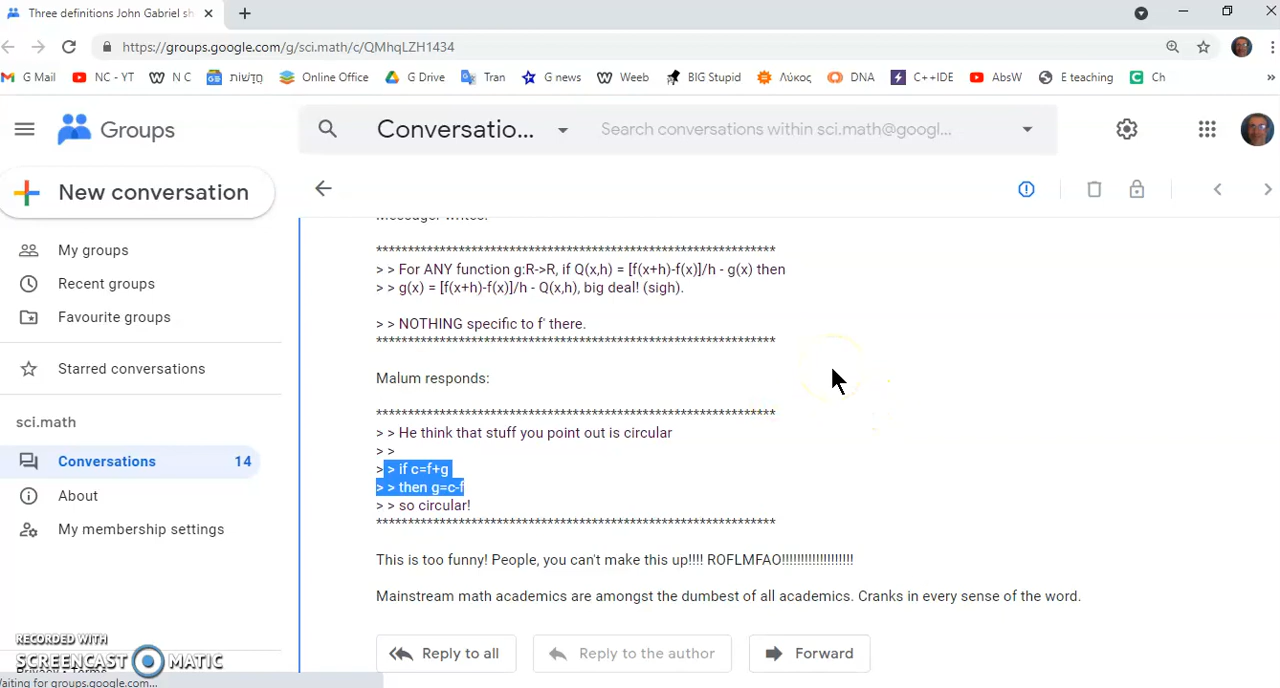 Three definitions John Gabriel sh
https://groups.google.com/g/sci.math/c/QMhqLZH1434
G Mail NC - YT N C חֲדָשׁוֹת Online Office G Drive Tran G news Weeb BIG Stupid Λύκος DNA C++IDE AbsW E teaching Ch »
Groups
Conversatio...
Search conversations within sci.math@googl...
New conversation
My groups
Recent groups
Favourite groups
Starred conversations
sci.math
Conversations 14
About
My membership settings
Messager writes:
***************************************************************
> > For ANY function g:R->R, if Q(x,h) = [f(x+h)-f(x)]/h - g(x) then
> > g(x) = [f(x+h)-f(x)]/h - Q(x,h), big deal! (sigh).
> > NOTHING specific to f' there.
***************************************************************
Malum responds:
***************************************************************
> > He think that stuff you point out is circular
> >
> > if c=f+g
> > then g=c-f
> > so circular!
***************************************************************
This is too funny! People, you can't make this up!!!! ROFLMFAO!!!!!!!!!!!!!!!!!!!
Mainstream math academics are amongst the dumbest of all academics. Cranks in every sense of the word.
Reply to all
Reply to the author
Forward
RECORDED WITH
SCREENCAST MATIC
Privacy • Terms
Waiting for groups.google.com...